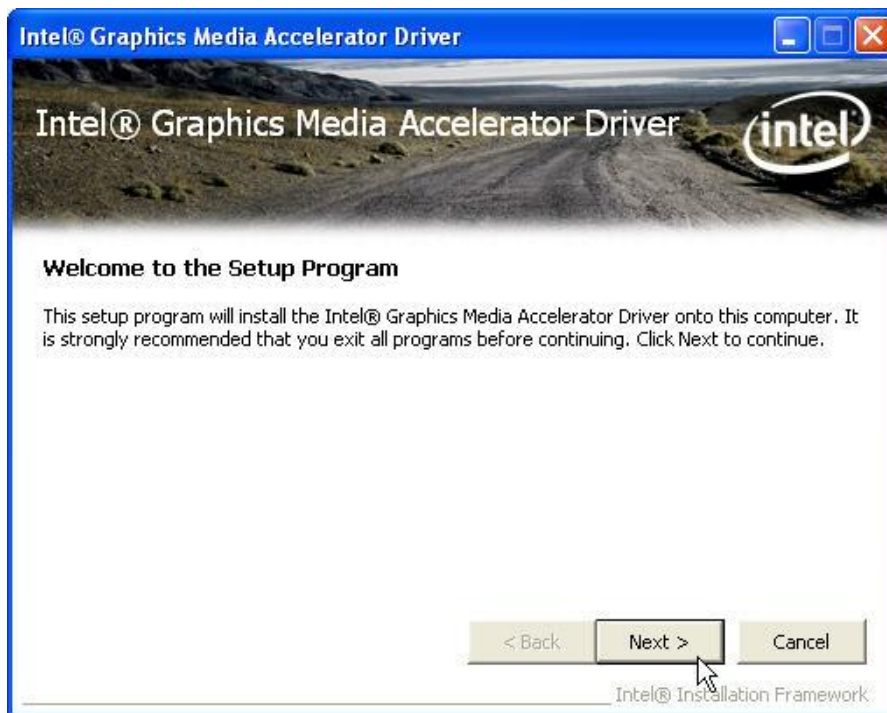 Intel® Graphics Media Accelerator Driver
Intel® Graphics Media Accelerator Driver
intel
Welcome to the Setup Program
This setup program will install the Intel® Graphics Media Accelerator Driver onto this computer. It
is strongly recommended that you exit all programs before continuing. Click Next to continue.
< Back Next > Cancel
Intel® Installation Framework